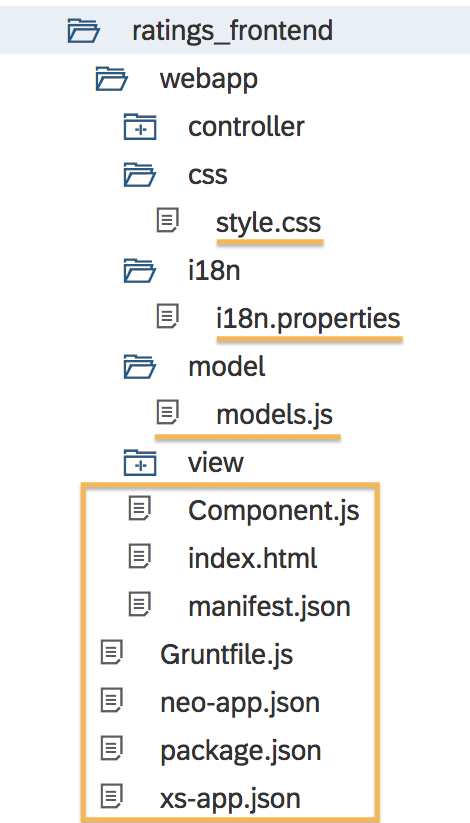 ratings_frontend
webapp
controller
css
style.css
i18n
i18n.properties
model
models.js
view
Component.js
index.html
manifest.json
Gruntfile.js
neo-app.json
package.json
xs-app.json